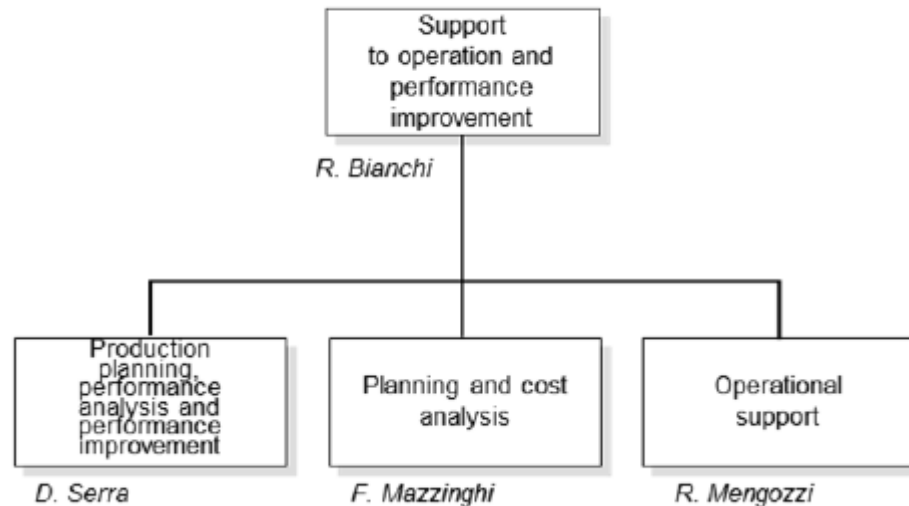 Support
to operation and
performance
improvement
R. Bianchi
Production
planning,
performance
analysis and
performance
improvement
D. Serra
Planning and cost
analysis
F. Mazzinghi
Operational
support
R. Mengozzi